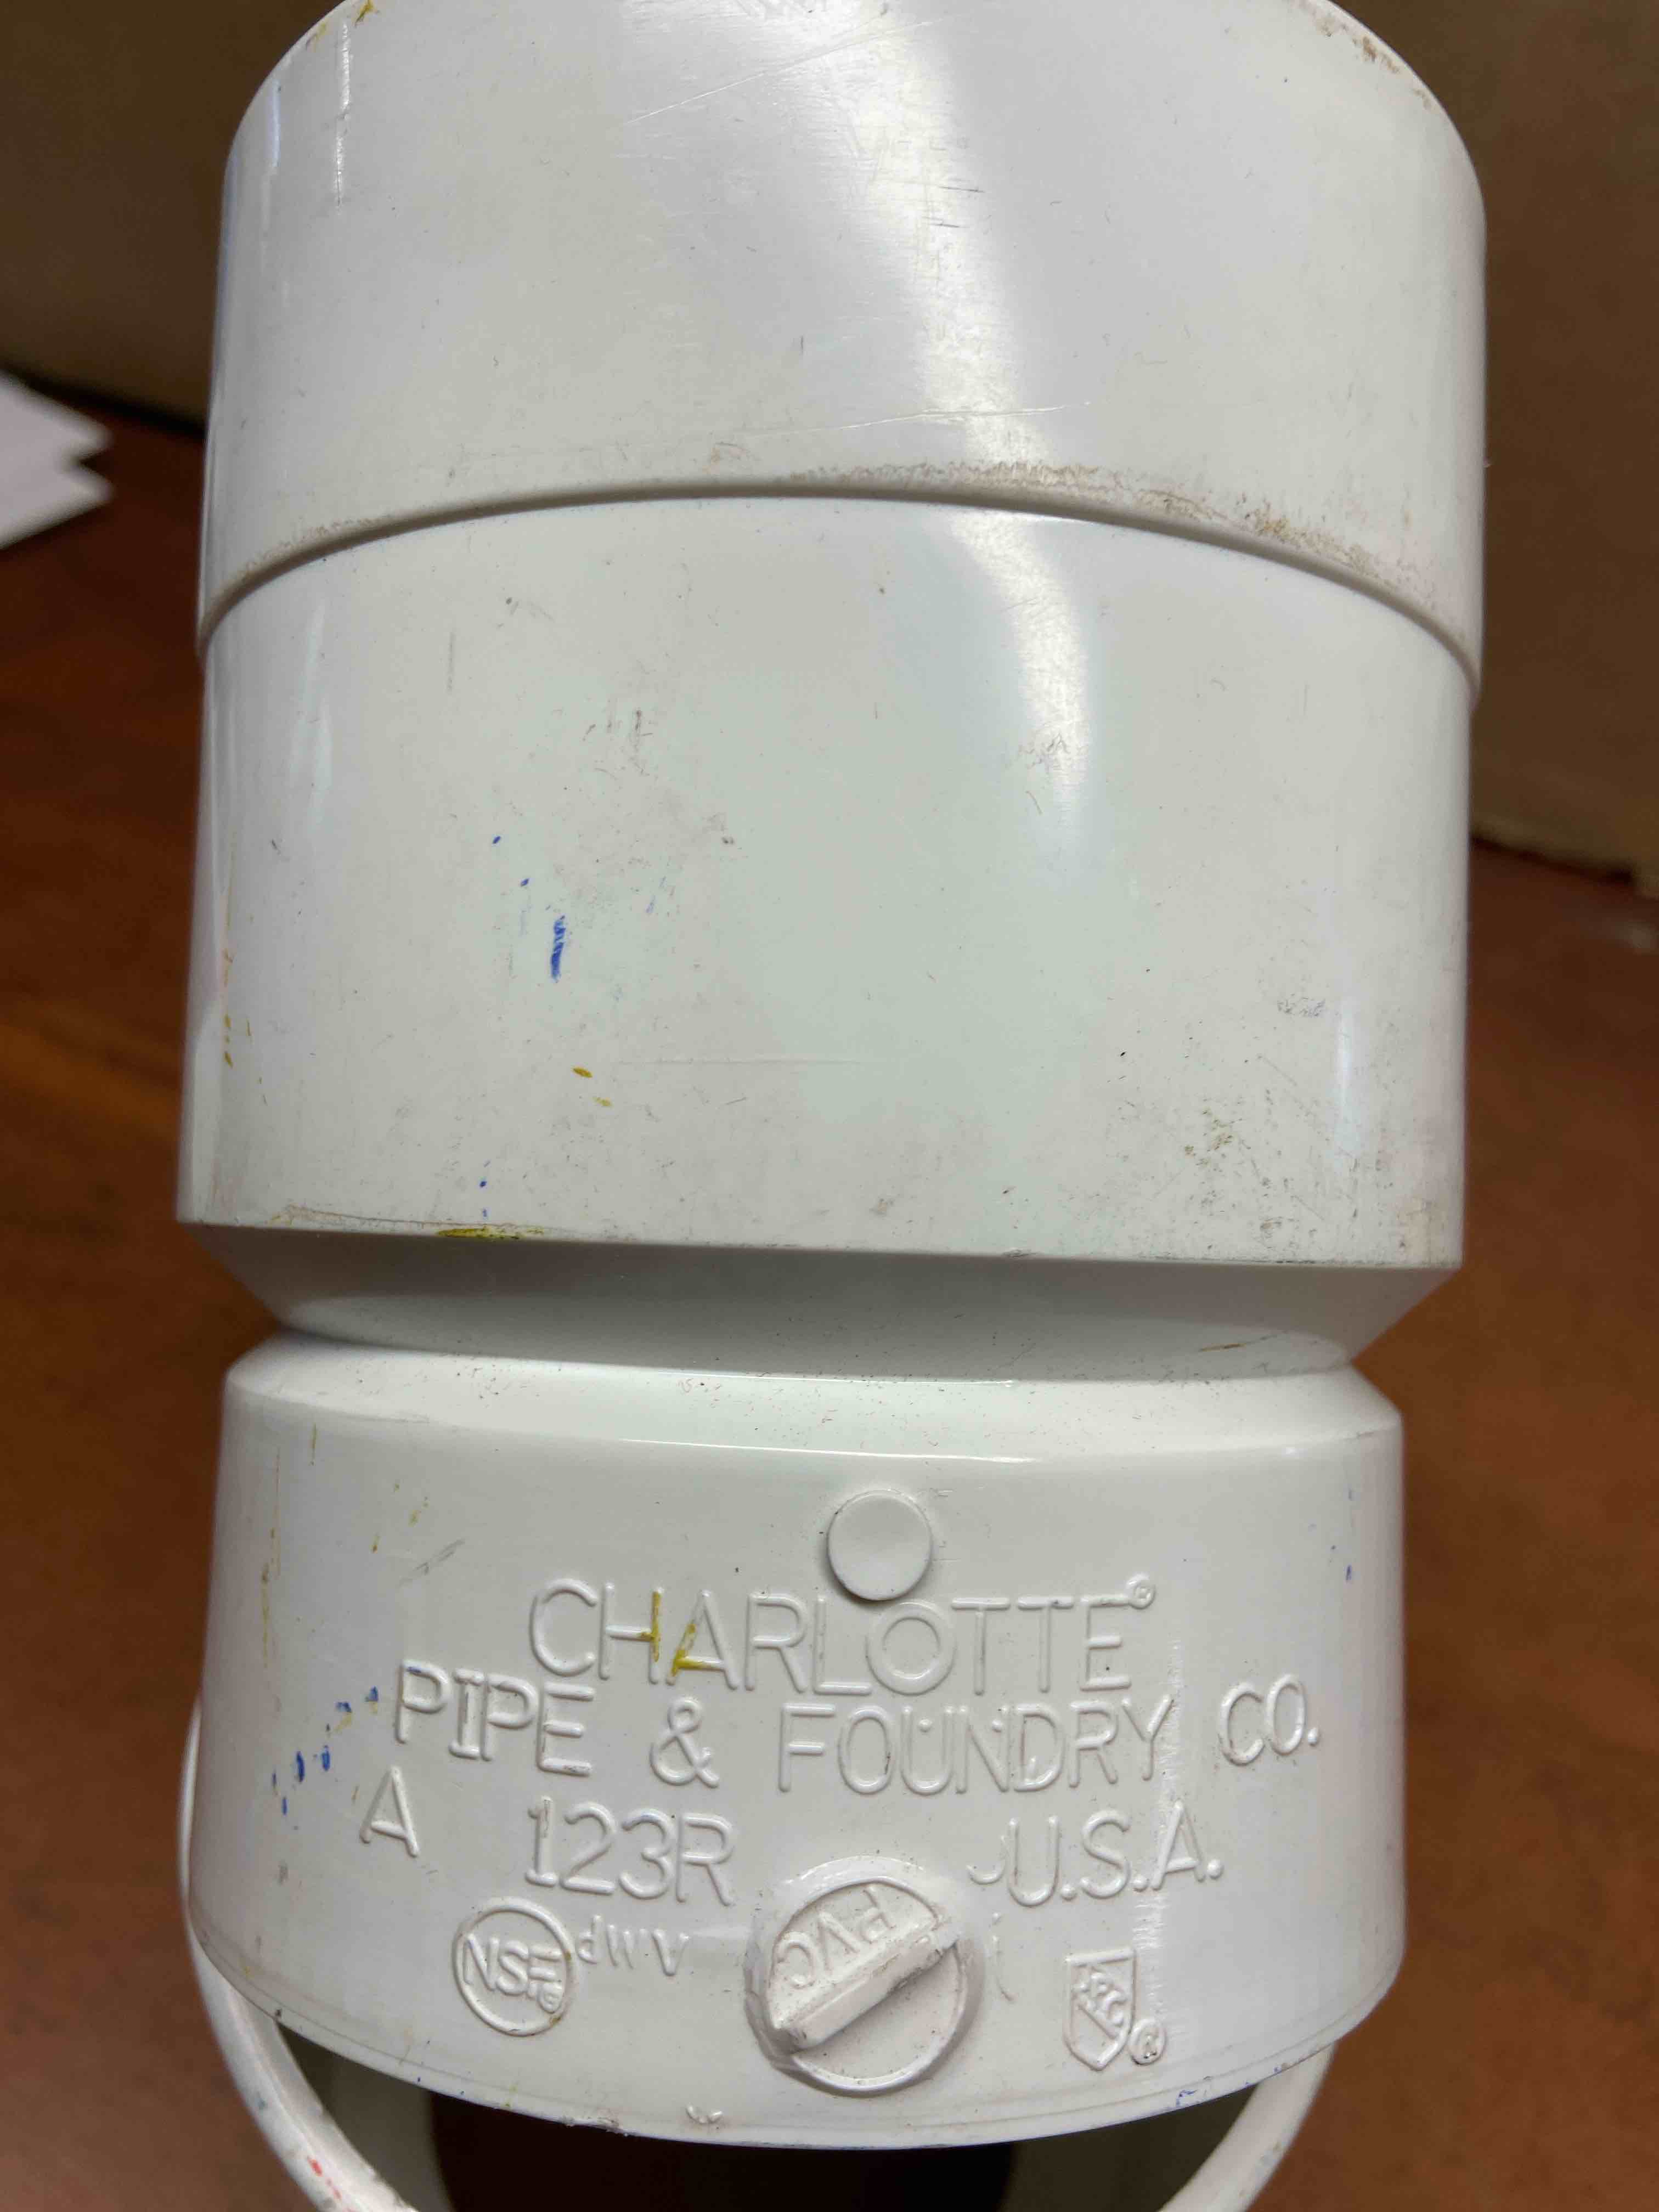 CHARLOTTE®
PIPE & FOUNDRY CO.
A 123R U.S.A.
NSF® DWV PVC ®